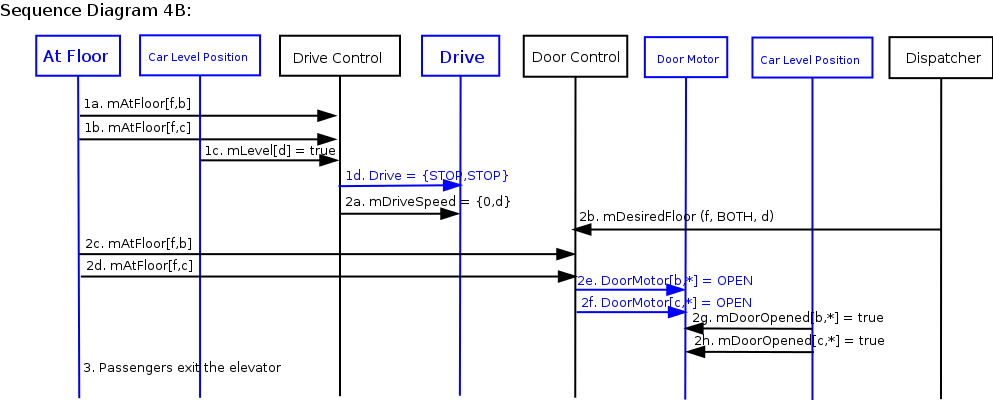 Sequence Diagram 4B:
At Floor
Car Level Position
Drive Control
Drive
Door Control
Door Motor
Car Level Position
Dispatcher
1a. mAtFloor[f,b]
1b. mAtFloor[f,c]
1c. mLevel[d] = true
1d. Drive = {STOP,STOP}
2a. mDriveSpeed = {0,d}
2b. mDesiredFloor (f, BOTH, d)
2c. mAtFloor[f,b]
2d. mAtFloor[f,c]
2e. DoorMotor[b,*] = OPEN
2f. DoorMotor[c,*] = OPEN
2g. mDoorOpened[b,*] = true
2h. mDoorOpened[c,*] = true
3. Passengers exit the elevator